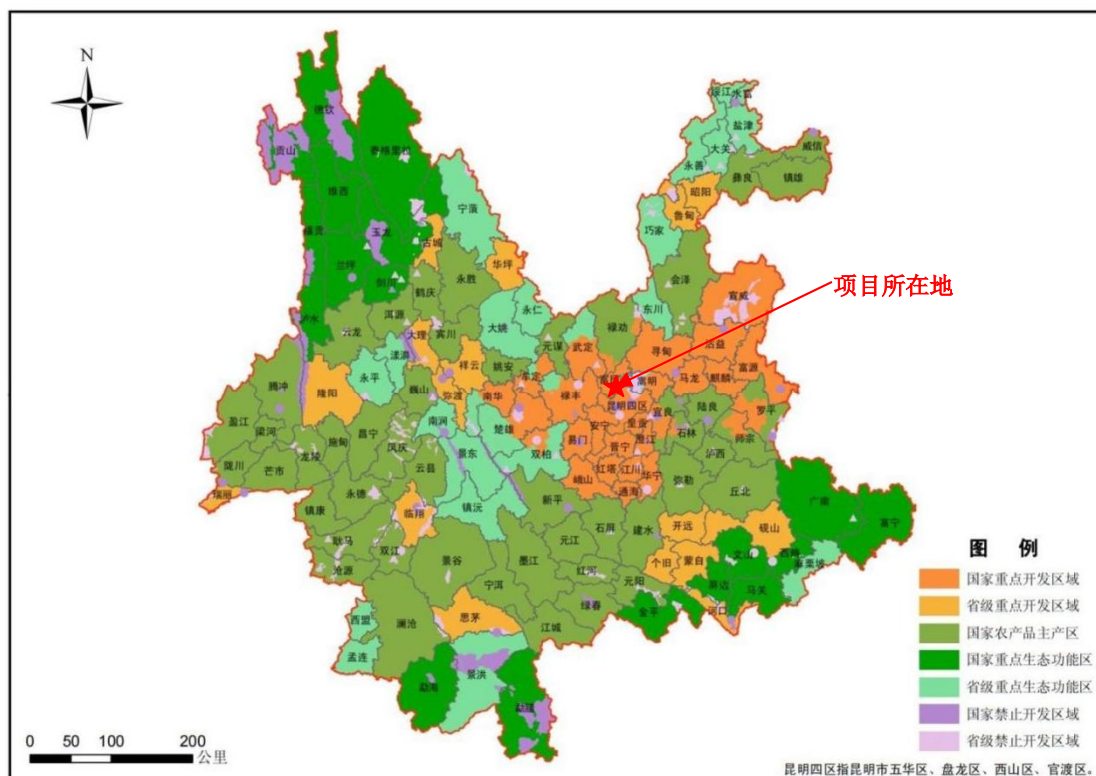 N
德钦
贡山
香格里拉
维西
福贡
玉龙
兰坪
剑川
泸水
宁蒗
古城
华坪
永胜
鹤庆
洱源
云龙
大理
宾川
漾濞
永平
祥云
弥渡
巍山
大姚
永仁
姚安
南华
牟定
元谋
武定
禄劝
禄丰
楚雄
双柏
绥江
水富
盐津
大关
永善
威信
彝良
镇雄
昭阳
鲁甸
巧家
会泽
东川
宣威
项目所在地
寻甸
沾益
富源
马龙
麒麟
嵩明
昆明四区
宜良
陆良
罗平
师宗
石林
泸西
呈贡
安宁
晋宁
澄江
易门
红塔
江川
华宁
通海
峨山
弥勒
丘北
腾冲
隆阳
盈江
梁河
陇川
芒市
龙陵
施甸
昌宁
凤庆
瑞丽
云县
南涧
景东
镇沅
永德
镇康
临翔
耿马
双江
沧源
新平
元江
石屏
建水
开远
个旧
蒙自
砚山
广南
富宁
文山
西畴
麻栗坡
马关
屏边
河口
景谷
墨江
宁洱
红河
元阳
绿春
金平
江城
思茅
澜沧
西盟
孟连
勐海
景洪
勐腊
图 例
国家重点开发区域
省级重点开发区域
国家农产品主产区
国家重点生态功能区
省级重点生态功能区
国家禁止开发区域
省级禁止开发区域
0 50 100 200
公里
昆明四区指昆明市五华区、盘龙区、西山区、官渡区。